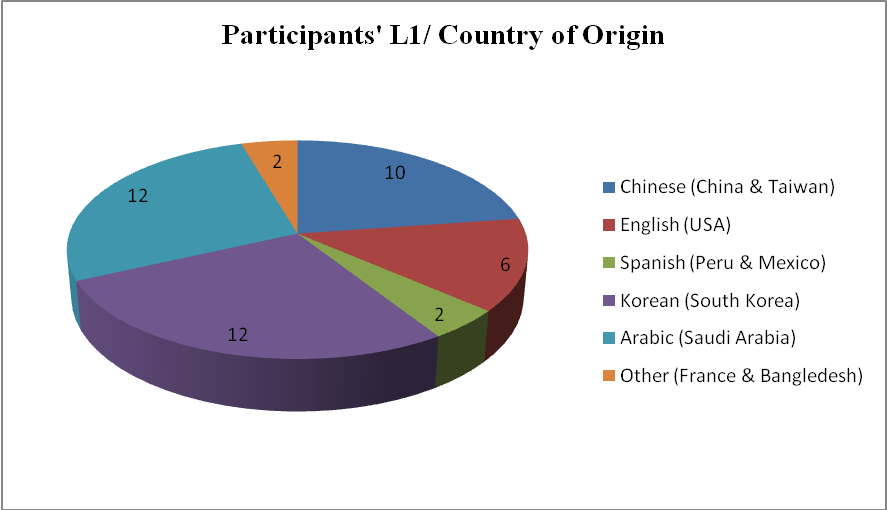 Participants' L1/ Country of Origin
2
10
12
6
2
12
Chinese (China & Taiwan)
English (USA)
Spanish (Peru & Mexico)
Korean (South Korea)
Arabic (Saudi Arabia)
Other (France & Bangledesh)